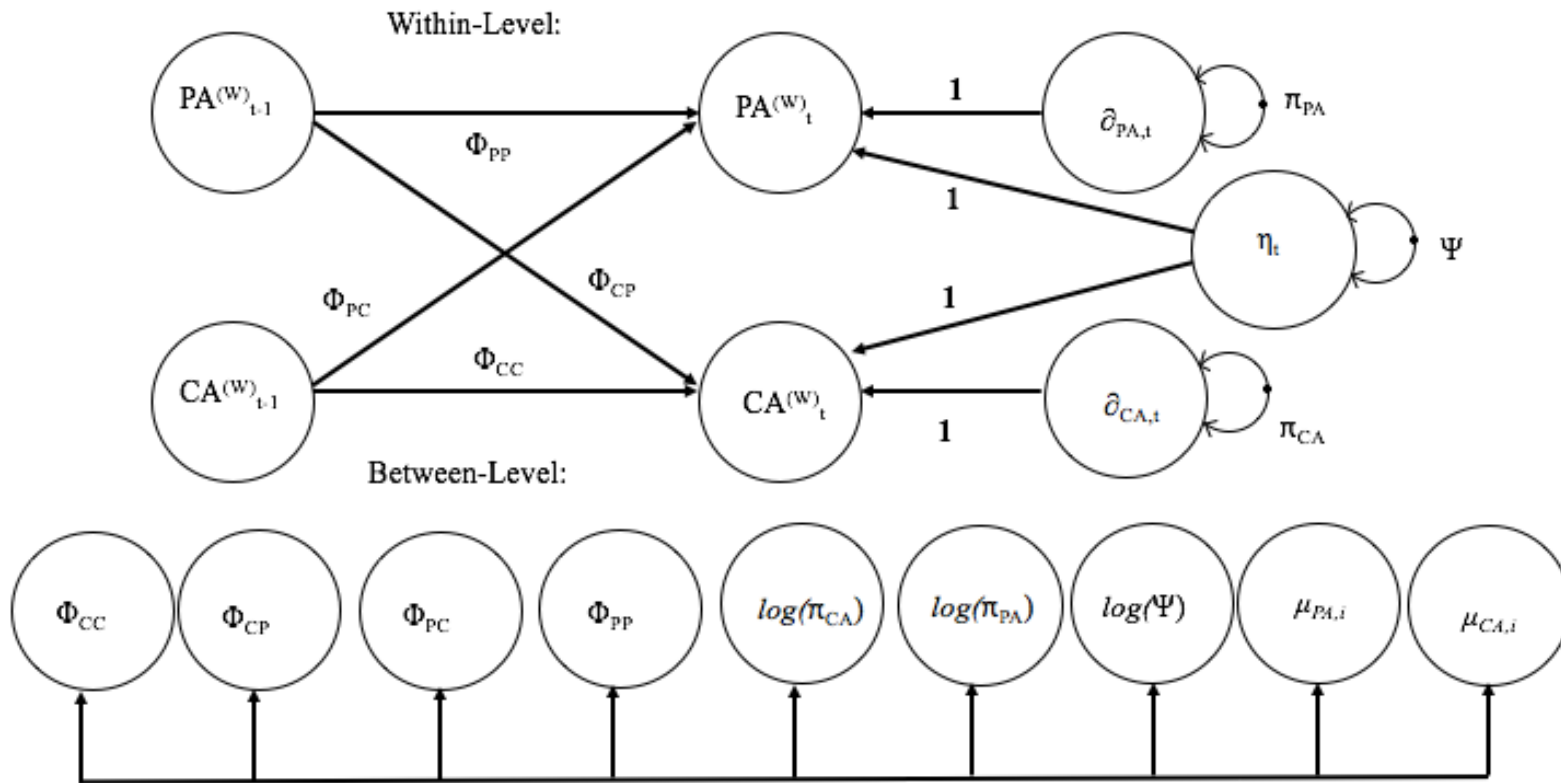 Within-Level:
PA(W)t-1
PA(W)t
1
∂PA,t
πPA
ΦPP
1
ηt
Ψ
ΦPC
ΦCP
1
ΦCC
CA(W)t-1
CA(W)t
1
∂CA,t
πCA
Between-Level:
ΦCC
ΦCP
ΦPC
ΦPP
log(πCA)
log(πPA)
log(Ψ)
μPA,i
μCA,i